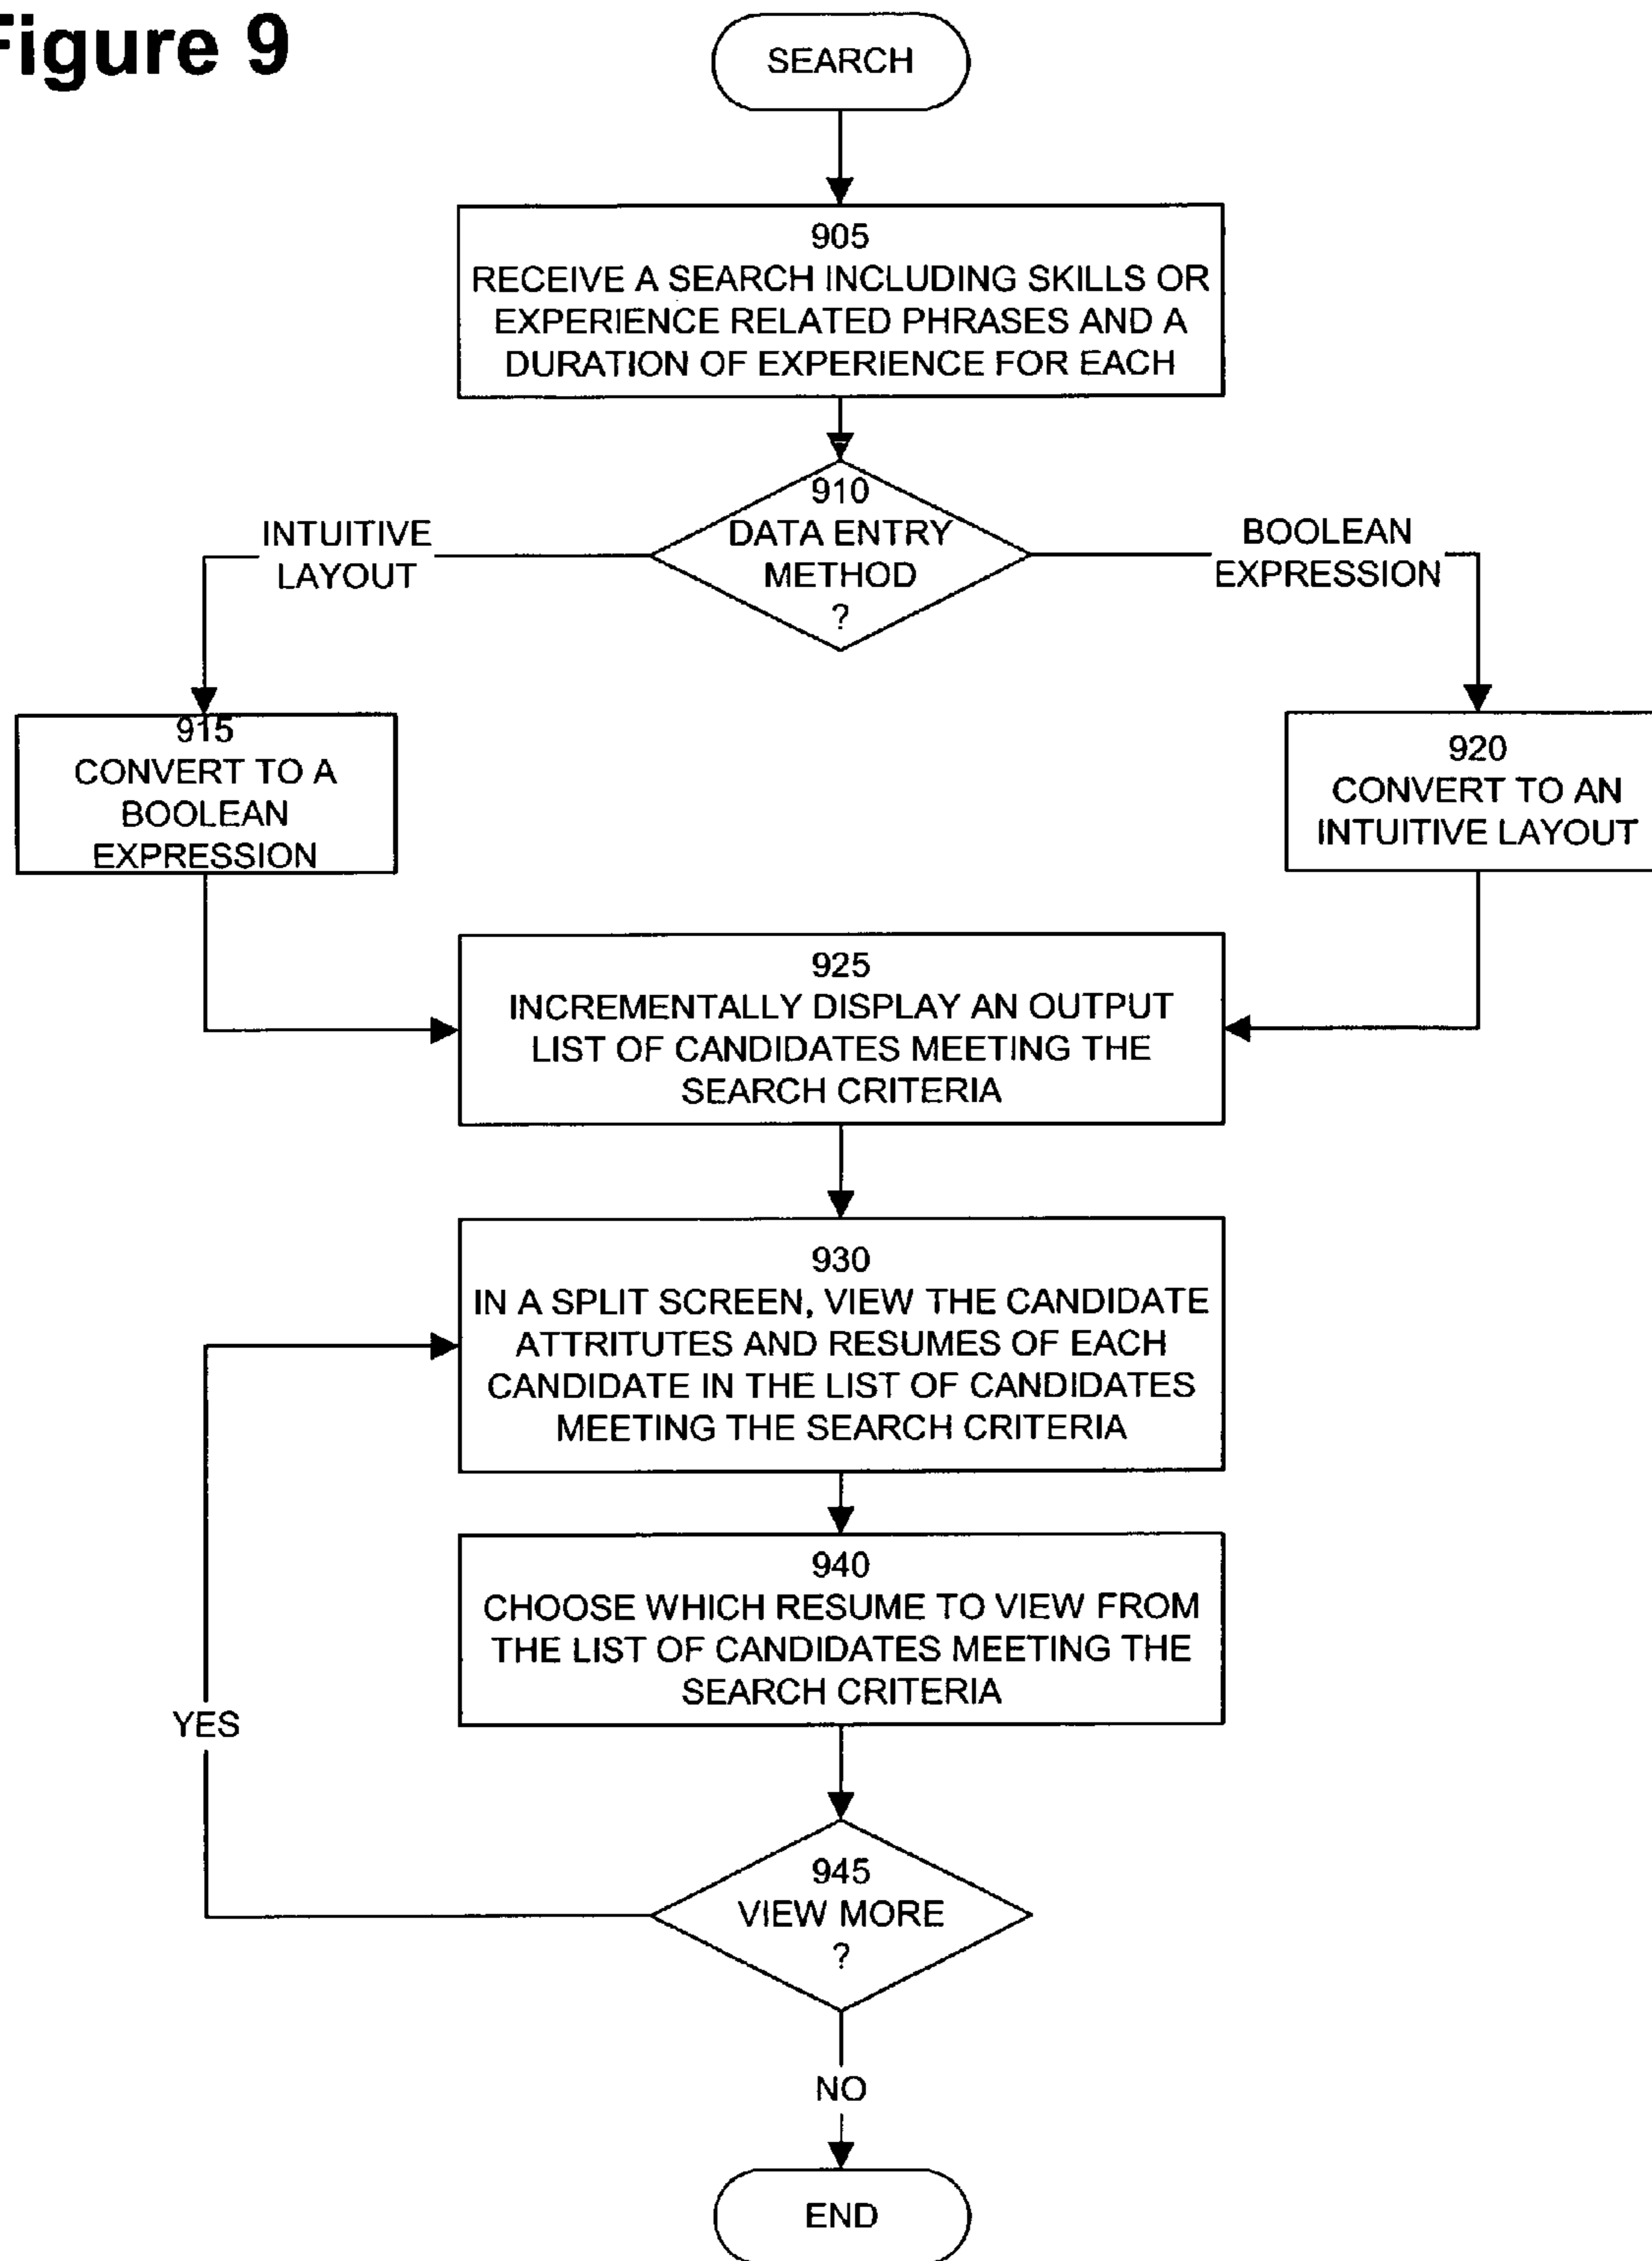 Figure 9
SEARCH
905
RECEIVE A SEARCH INCLUDING SKILLS OR
EXPERIENCE RELATED PHRASES AND A
DURATION OF EXPERIENCE FOR EACH
910
DATA ENTRY
METHOD
?
INTUITIVE
LAYOUT
BOOLEAN
EXPRESSION
915
CONVERT TO A
BOOLEAN
EXPRESSION
920
CONVERT TO AN
INTUITIVE LAYOUT
925
INCREMENTALLY DISPLAY AN OUTPUT
LIST OF CANDIDATES MEETING THE
SEARCH CRITERIA
930
IN A SPLIT SCREEN, VIEW THE CANDIDATE
ATTRITUTES AND RESUMES OF EACH
CANDIDATE IN THE LIST OF CANDIDATES
MEETING THE SEARCH CRITERIA
940
CHOOSE WHICH RESUME TO VIEW FROM
THE LIST OF CANDIDATES MEETING THE
SEARCH CRITERIA
YES
945
VIEW MORE
?
NO
END